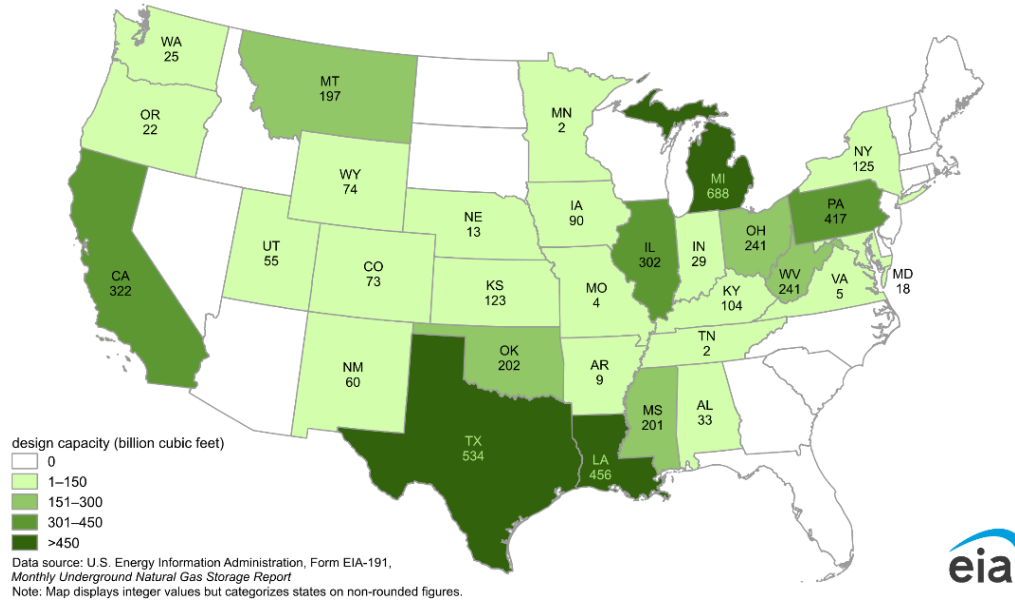 WA
25
MT
197
OR
22
MN
2
NY
125
WY
74
MI
688
IA
90
PA
417
NE
13
OH
241
UT
55
IL
302
IN
29
CO
73
WV
241
CA
322
VA
5
MD
18
KS
123
MO
4
KY
104
TN
2
OK
202
AR
9
NM
60
MS
201
AL
33
TX
534
LA
456
design capacity (billion cubic feet)
0
1–150
151–300
301–450
>450
Data source: U.S. Energy Information Administration, Form EIA-191,
Monthly Underground Natural Gas Storage Report
Note: Map displays integer values but categorizes states on non-rounded figures.
eia